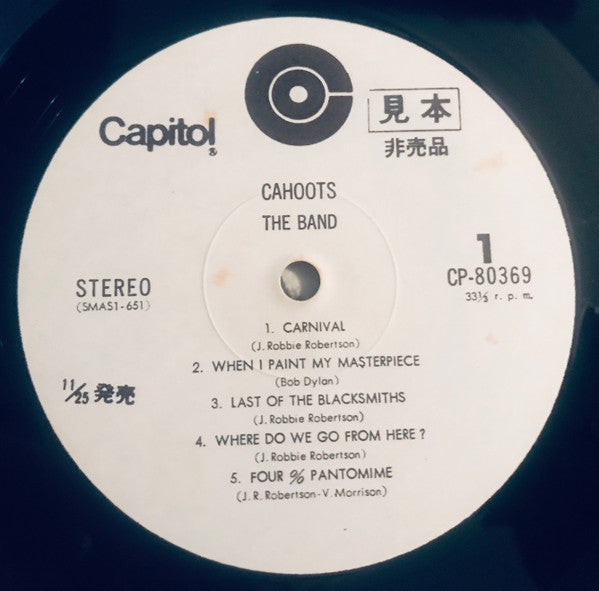 Capitol®
見本
非売品
CAHOOTS
THE BAND
STEREO
(SMAS1-651)
1
CP-80369
33⅓ r. p. m.
1. CARNIVAL
(J. Robbie Robertson)
2. WHEN I PAINT MY MASTERPIECE
(Bob Dylan)
3. LAST OF THE BLACKSMITHS
(J. Robbie Robertson)
4. WHERE DO WE GO FROM HERE ?
(J. Robbie Robertson)
5. FOUR % PANTOMIME
(J. R. Robertson-V. Morrison)
11/25 発売